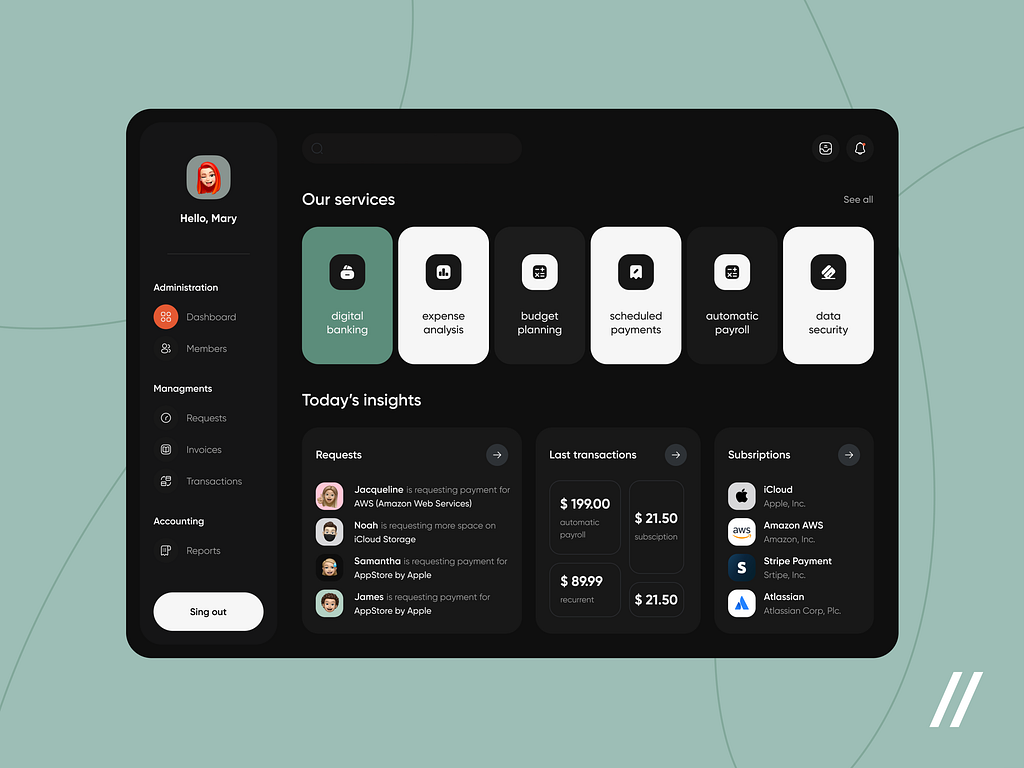 Hello, Mary
Administration
Dashboard
Members
Managments
Requests
Invoices
Transactions
Accounting
Reports
Sing out
Our services
See all
digital
banking
expense
analysis
budget
planning
scheduled
payments
automatic
payroll
data
security
Today's insights
Requests
Jacqueline is requesting payment for
AWS (Amazon Web Services)
Noah is requesting more space on
iCloud Storage
Samantha is requesting payment for
AppStore by Apple
James is requesting payment for
AppStore by Apple
Last transactions
$ 199.00
automatic
payroll
$ 89.99
recurrent
$ 21.50
subsciption
$ 21.50
Subsriptions
iCloud
Apple, Inc.
aws
Amazon AWS
Amazon, Inc.
S
Stripe Payment
Srtipe, Inc.
Atlassian
Atlassian Corp, Plc.